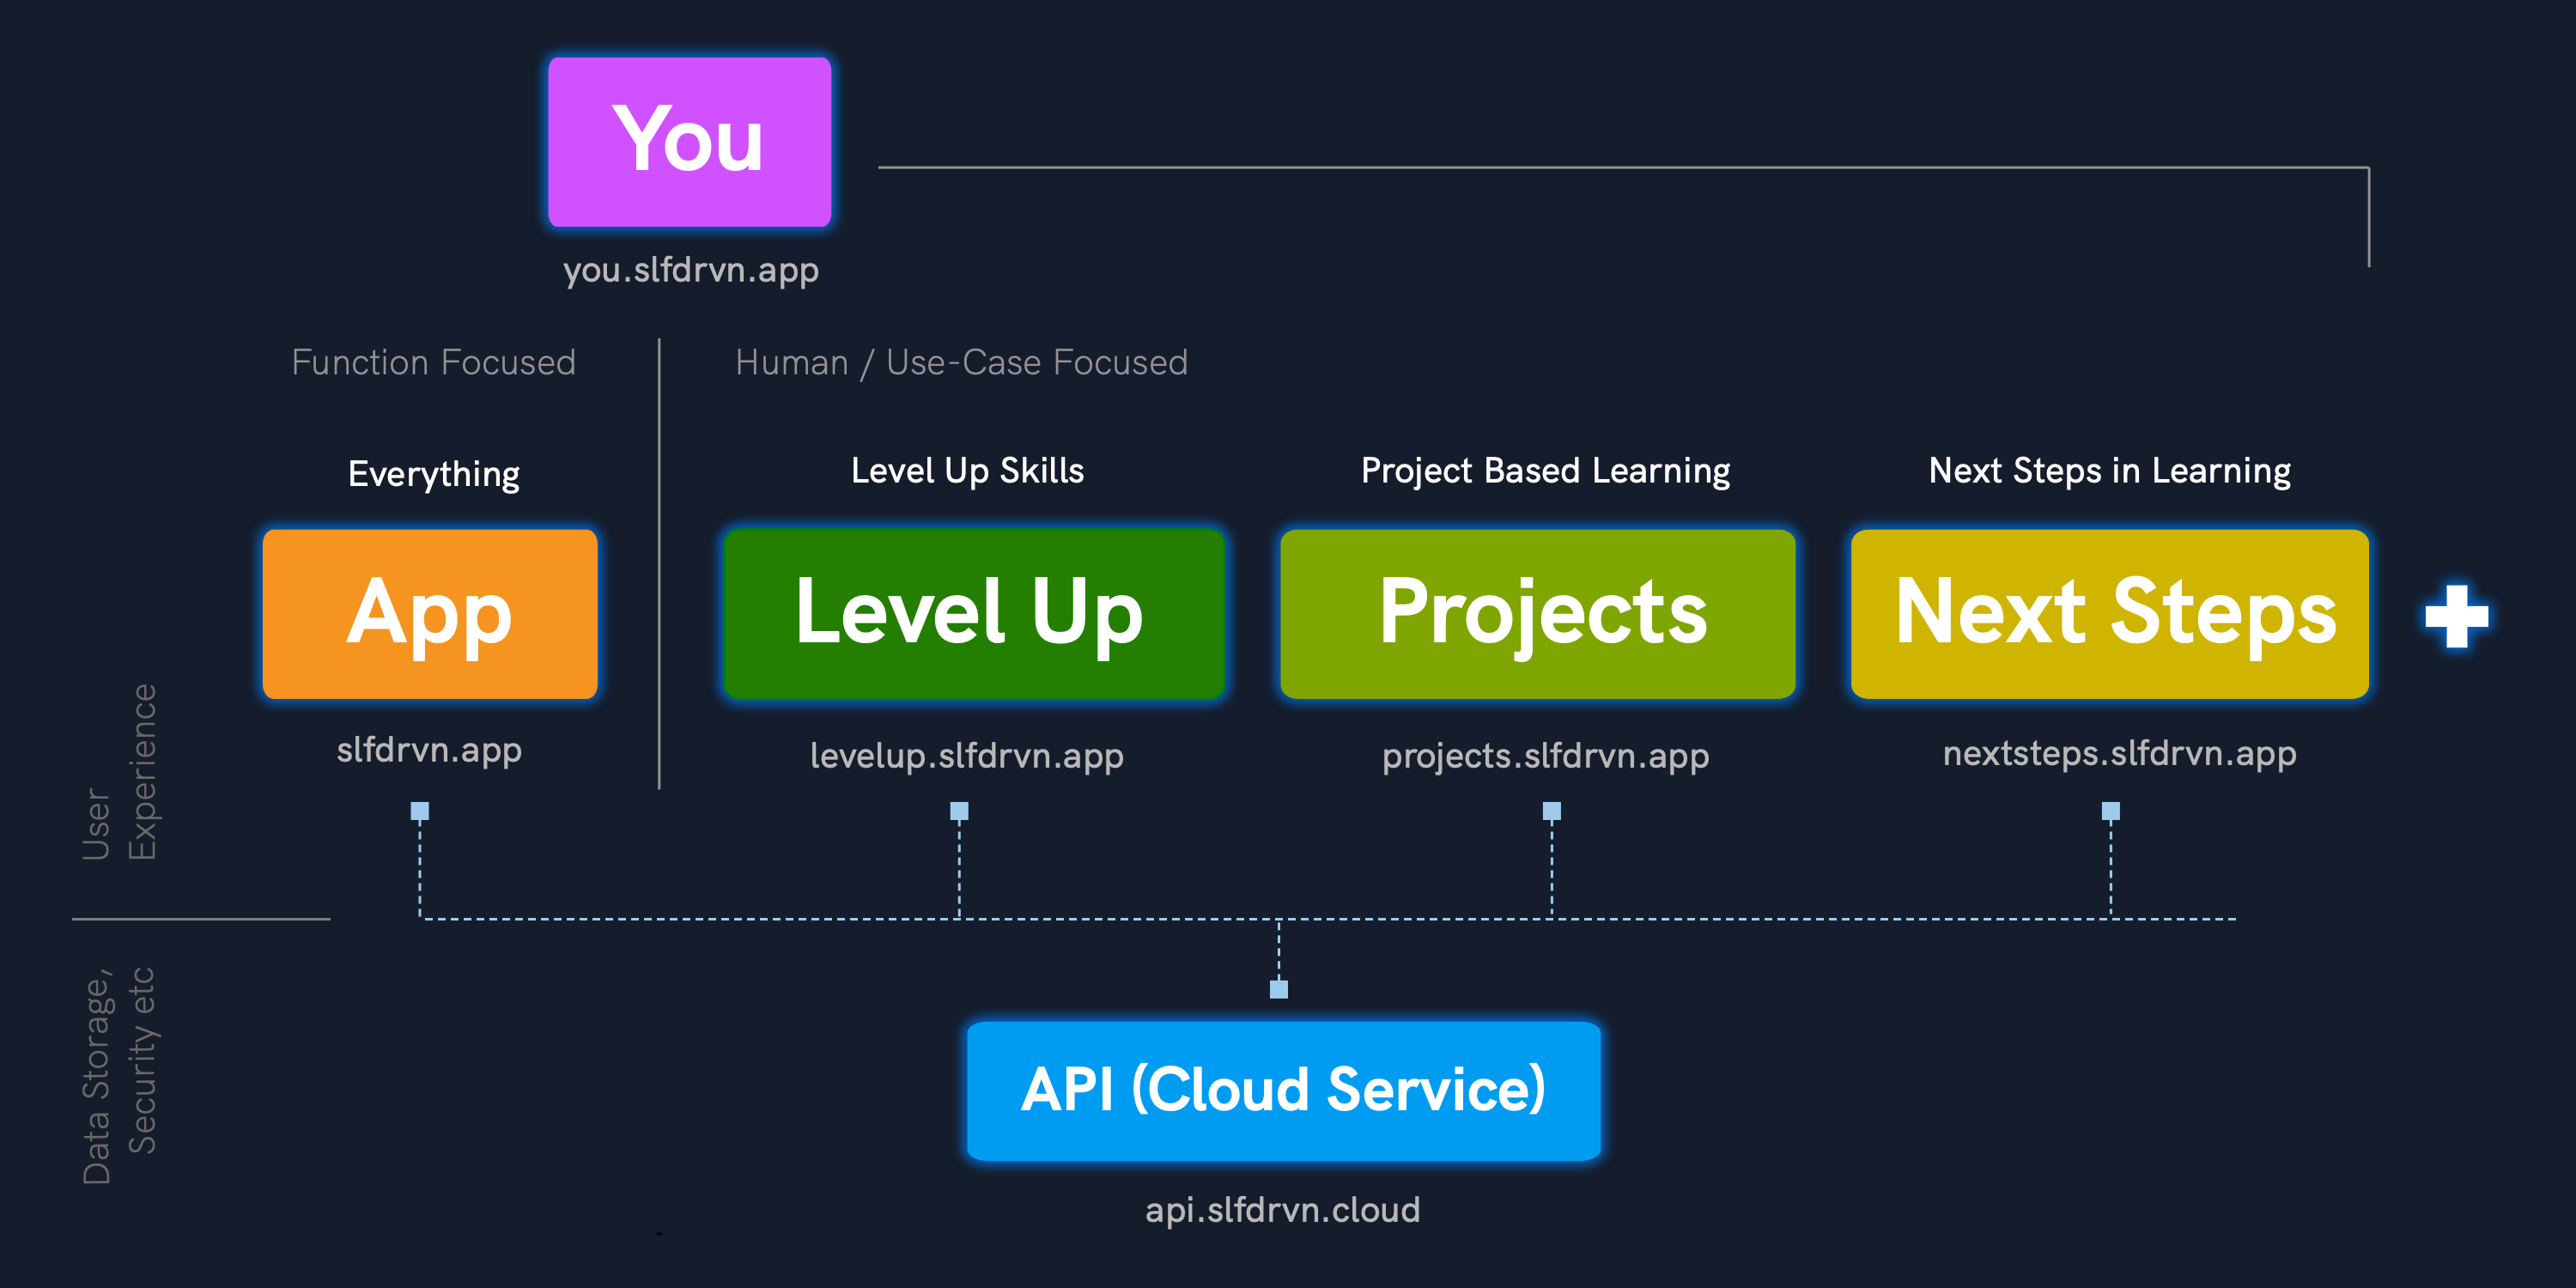 You
you.slfdrvn.app
Function Focused
Human / Use-Case Focused
Everything
Level Up Skills
Project Based Learning
Next Steps in Learning
App
Level Up
Projects
Next Steps
slfdrvn.app
levelup.slfdrvn.app
projects.slfdrvn.app
nextsteps.slfdrvn.app
User
Experience
Data Storage,
Security etc
API (Cloud Service)
api.slfdrvn.cloud